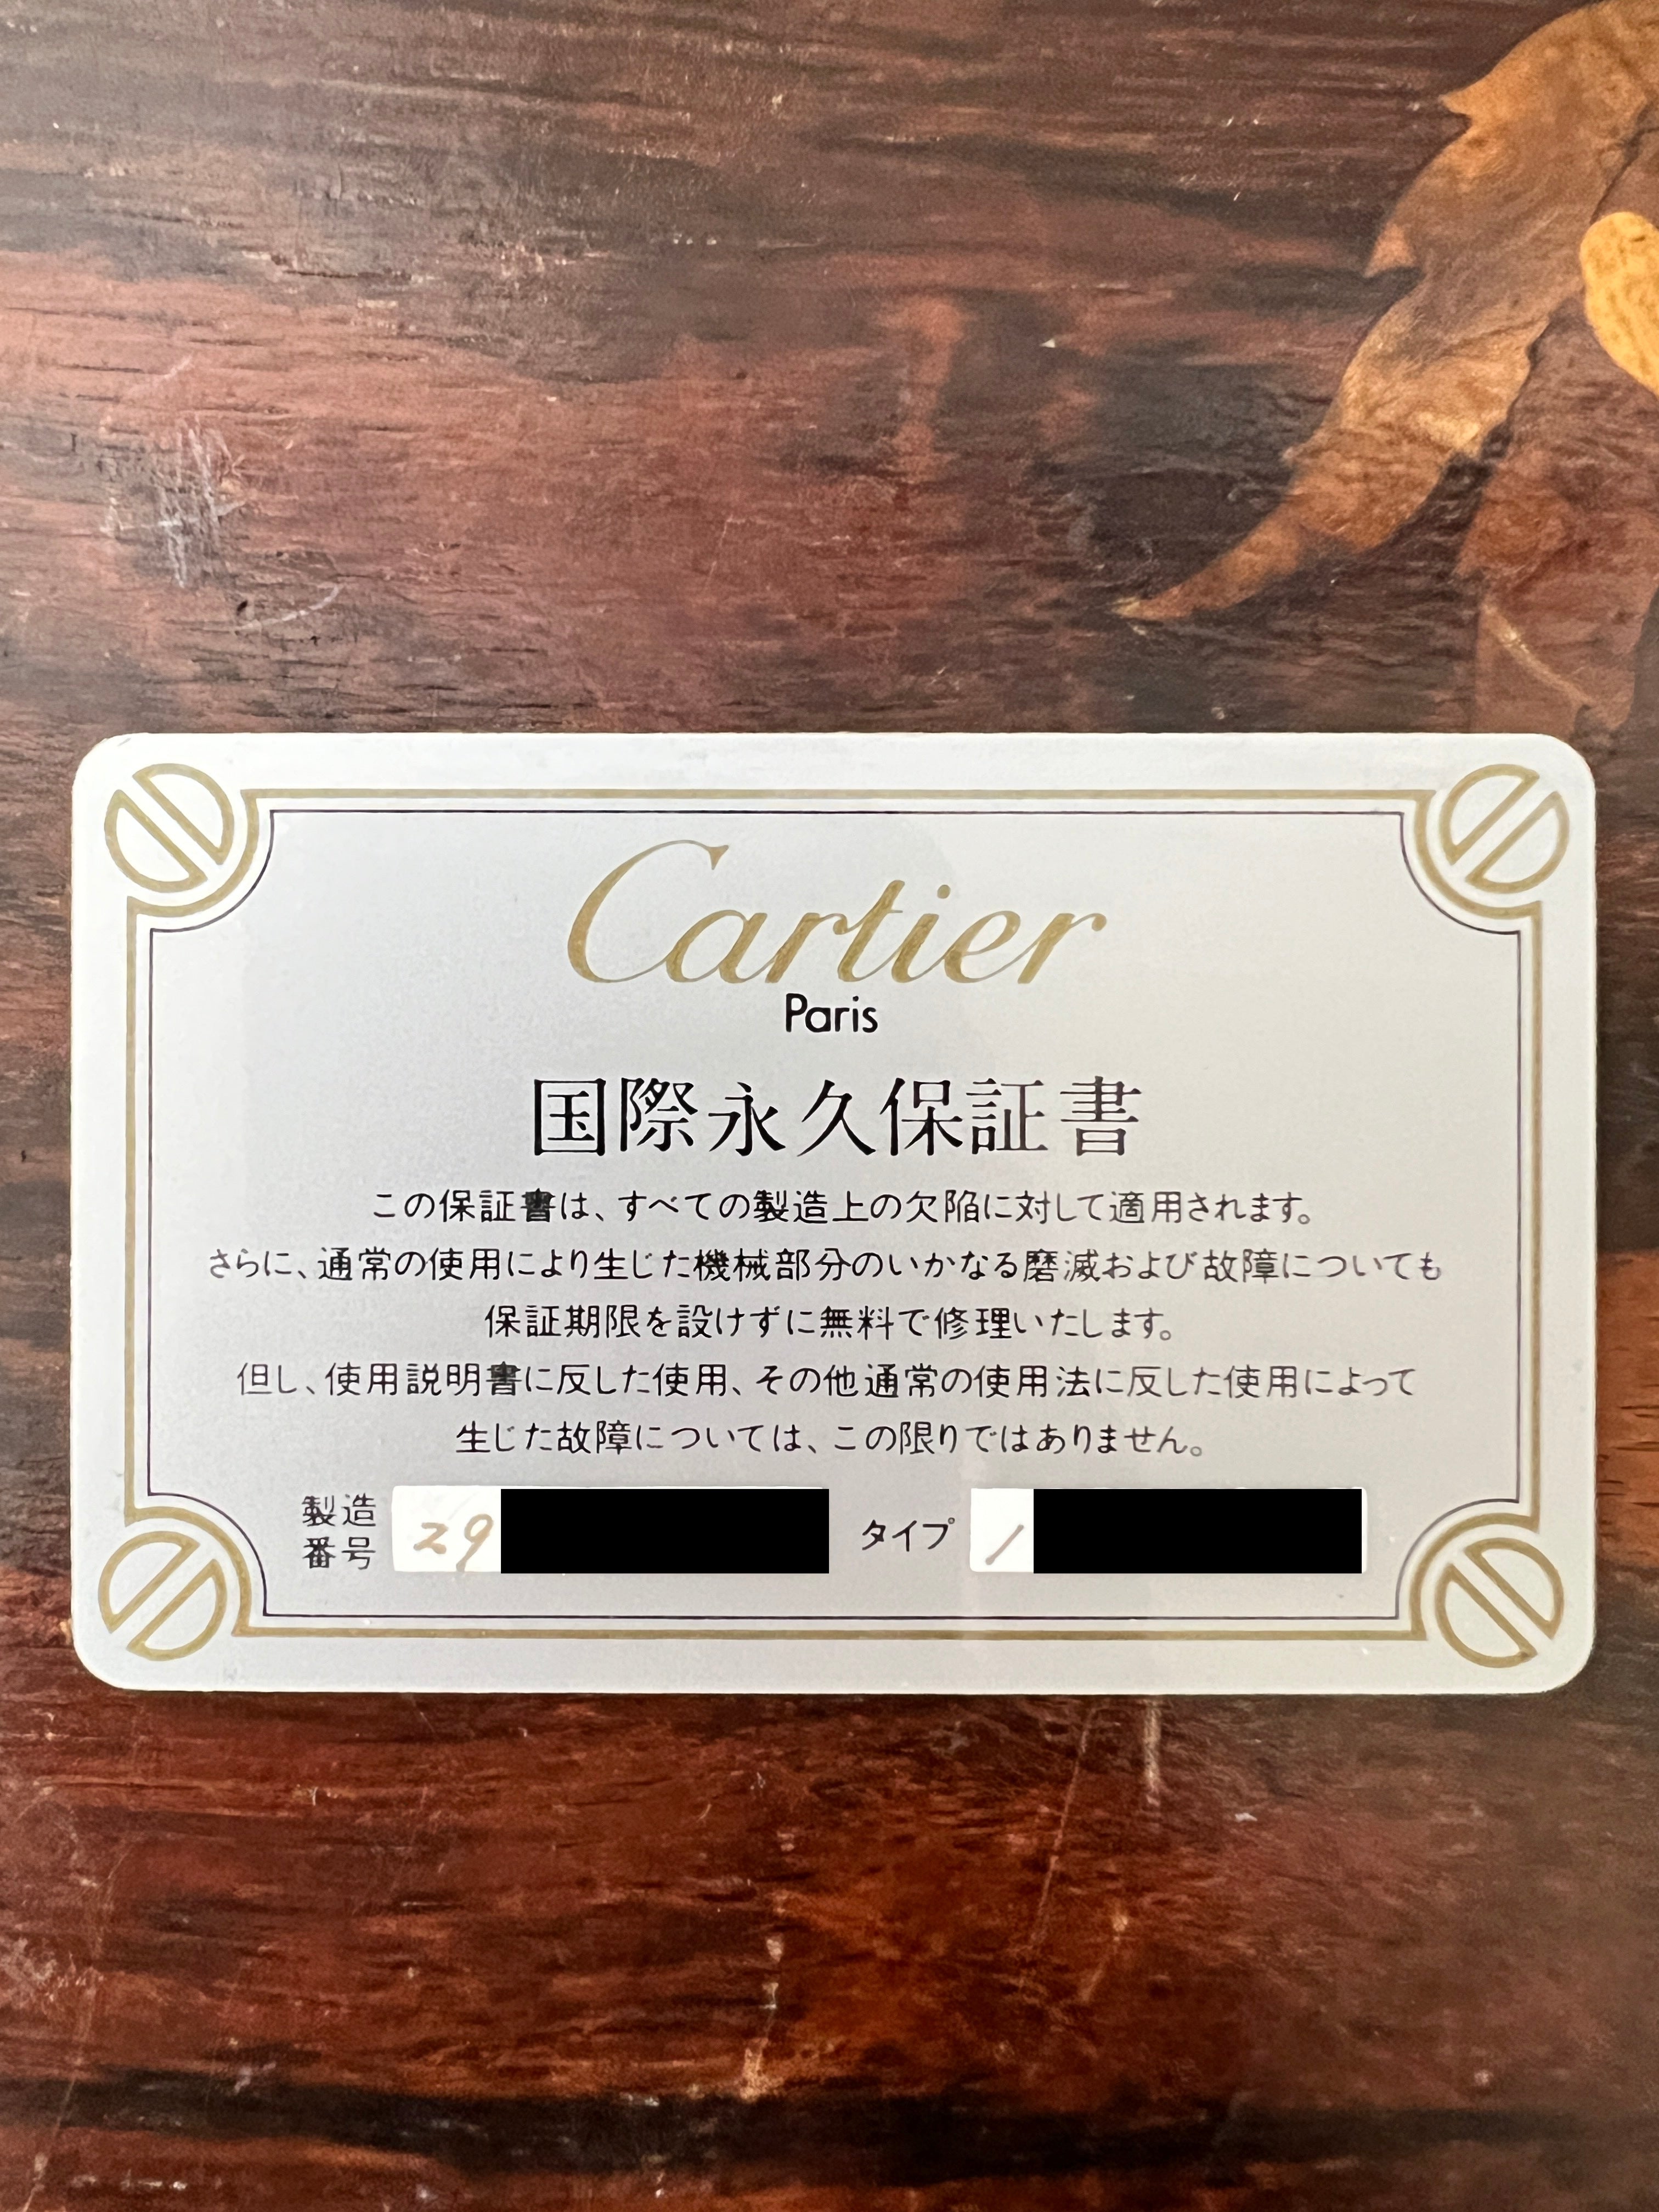 Cartier
Paris
国際永久保証書
この保証書は、すべての製造上の欠陥に対して適用されます。
さらに、通常の使用により生じた機械部分のいかなる磨滅および故障についても
保証期限を設けずに無料で修理いたします。
但し、使用説明書に反した使用、その他通常の使用法に反した使用によって
生じた故障については、この限りではありません。
製造番号 29 タイプ 1